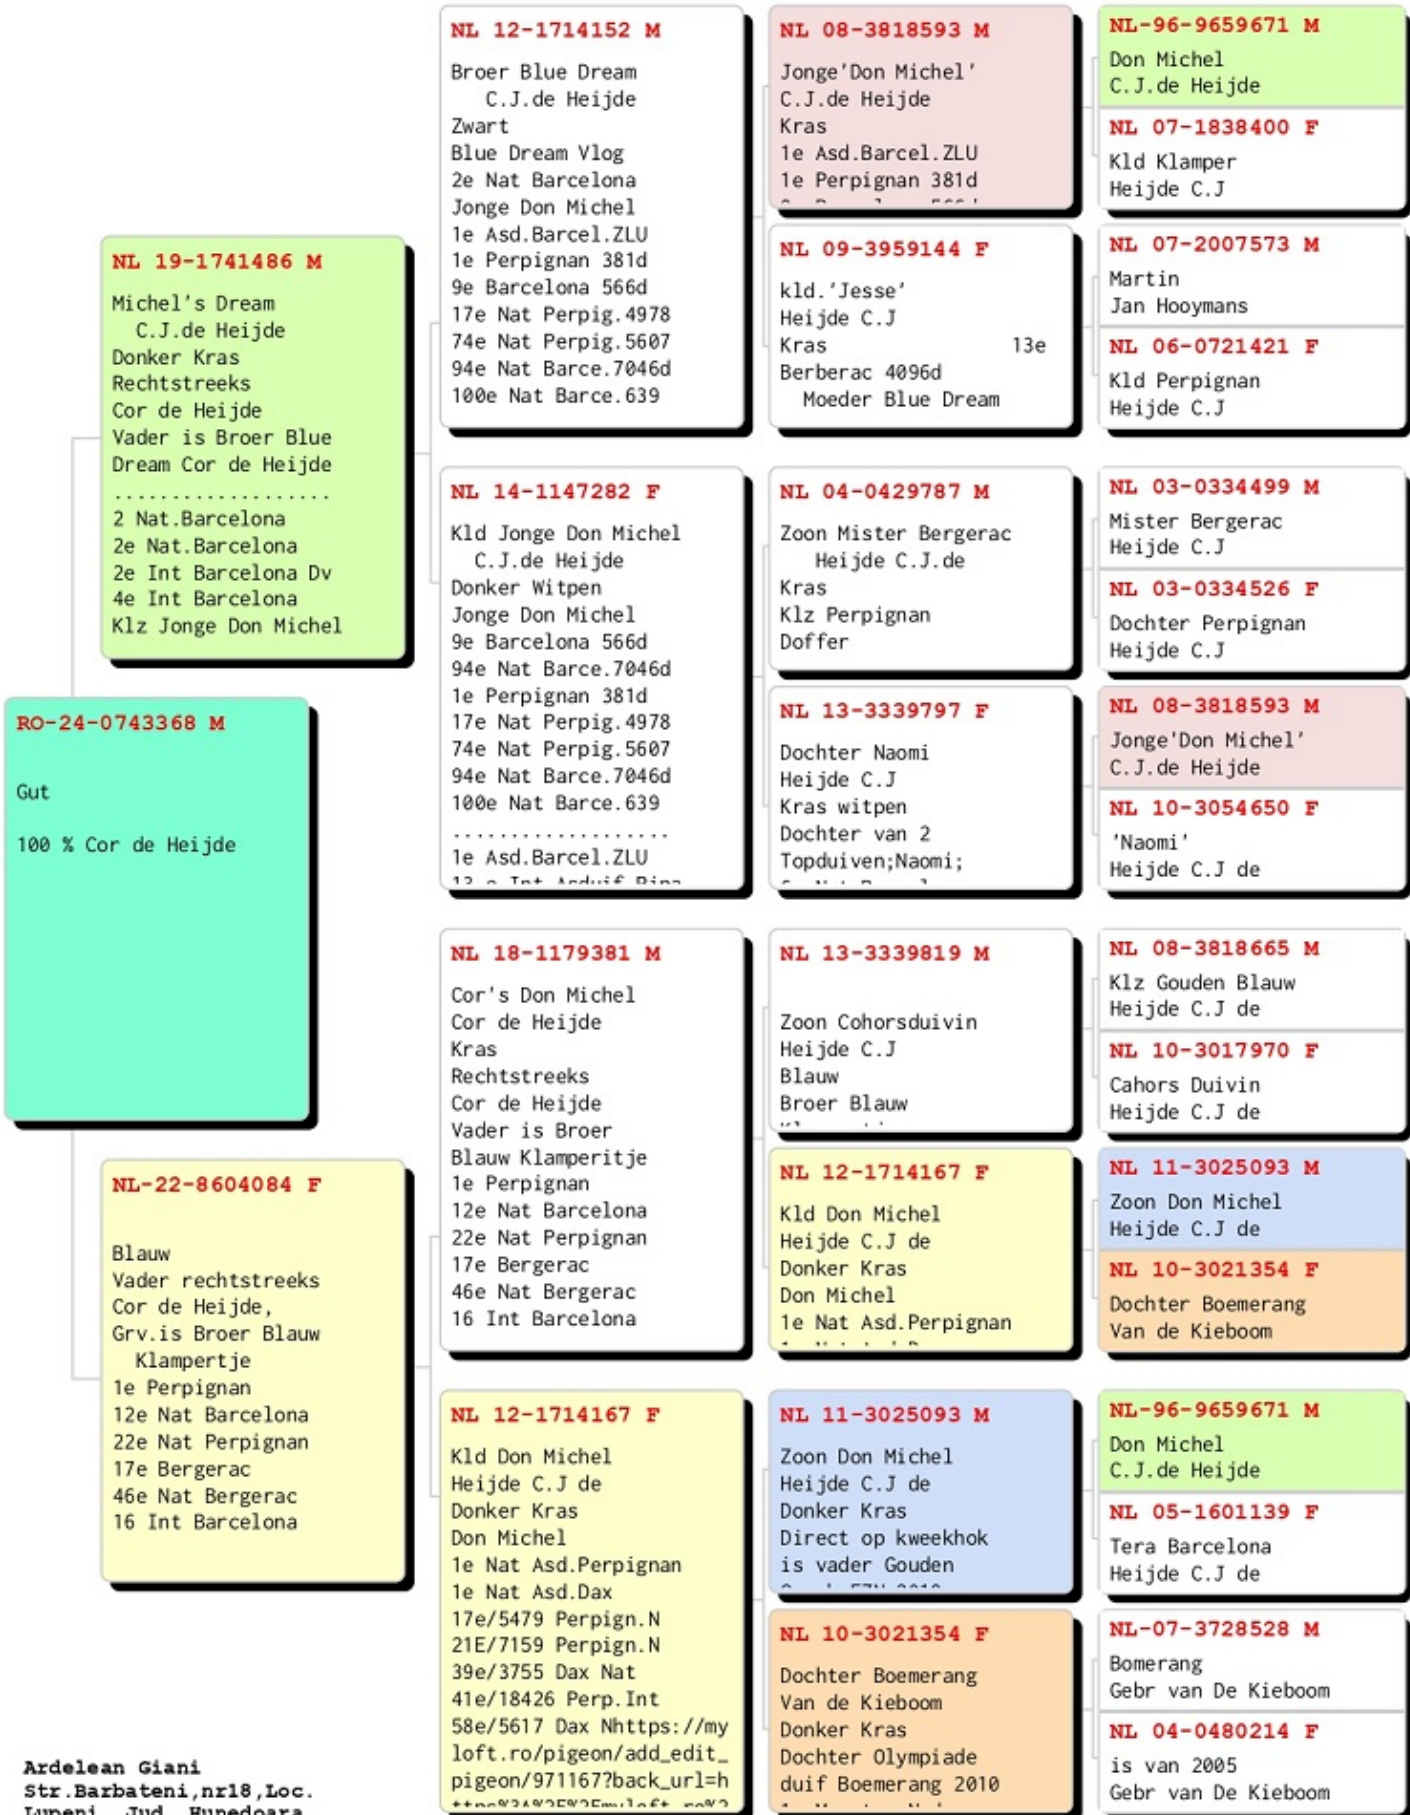 RO-24-0743368 M
Gut
100 % Cor de Heijde
NL 19-1741486 M
Michel's Dream
C.J.de Heijde
Donker Kras
Rechtstreeks
Cor de Heijde
Vader is Broer Blue
Dream Cor de Heijde
...................
2 Nat.Barcelona
2e Nat.Barcelona
2e Int Barcelona Dv
4e Int Barcelona
Klz Jonge Don Michel
NL-22-8604084 F
Blauw
Vader rechtstreeks
Cor de Heijde,
Grv.is Broer Blauw
Klampertje
1e Perpignan
12e Nat Barcelona
22e Nat Perpignan
17e Bergerac
46e Nat Bergerac
16 Int Barcelona
NL 12-1714152 M
Broer Blue Dream
C.J.de Heijde
Zwart
Blue Dream Vlog
2e Nat Barcelona
Jonge Don Michel
1e Asd.Barcel.ZLU
1e Perpignan 381d
9e Barcelona 566d
17e Nat Perpig.4978
74e Nat Perpig.5607
94e Nat Barce.7046d
100e Nat Barce.639
NL 14-1147282 F
Kld Jonge Don Michel
C.J.de Heijde
Donker Witpen
Jonge Don Michel
9e Barcelona 566d
94e Nat Barce.7046d
1e Perpignan 381d
17e Nat Perpig.4978
74e Nat Perpig.5607
94e Nat Barce.7046d
100e Nat Barce.639
...................
1e Asd.Barcel.ZLU
NL 18-1179381 M
Cor's Don Michel
Cor de Heijde
Kras
Rechtstreeks
Cor de Heijde
Vader is Broer
Blauw Klamperitje
1e Perpignan
12e Nat Barcelona
22e Nat Perpignan
17e Bergerac
46e Nat Bergerac
16 Int Barcelona
NL 12-1714167 F
Kld Don Michel
Heijde C.J de
Donker Kras
Don Michel
1e Nat Asd.Perpignan
1e Nat Asd.Dax
17e/5479 Perpign.N
21E/7159 Perpign.N
39e/3755 Dax Nat
41e/18426 Perp.Int
58e/5617 Dax Nhttps://my
loft.ro/pigeon/add_edit_
pigeon/971167?back_url=h
NL 08-3818593 M
Jonge'Don Michel'
C.J.de Heijde
Kras
1e Asd.Barcel.ZLU
1e Perpignan 381d
NL 09-3959144 F
kld.'Jesse'
Heijde C.J
Kras 13e
Berberac 4096d
Moeder Blue Dream
NL 04-0429787 M
Zoon Mister Bergerac
Heijde C.J.de
Kras
Klz Perpignan
Doffer
NL 13-3339797 F
Dochter Naomi
Heijde C.J
Kras witpen
Dochter van 2
Topduiven;Naomi;
NL 13-3339819 M
Zoon Cohorsduivin
Heijde C.J
Blauw
Broer Blauw
NL 12-1714167 F
Kld Don Michel
Heijde C.J de
Donker Kras
Don Michel
1e Nat Asd.Perpignan
NL 11-3025093 M
Zoon Don Michel
Heijde C.J de
Donker Kras
Direct op kweekhok
is vader Gouden
NL 10-3021354 F
Dochter Boemerang
Van de Kieboom
Donker Kras
Dochter Olympiade
duif Boemerang 2010
NL-96-9659671 M
Don Michel
C.J.de Heijde
NL 07-1838400 F
Kld Klamper
Heijde C.J
NL 07-2007573 M
Martin
Jan Hooymans
NL 06-0721421 F
Kld Perpignan
Heijde C.J
NL 03-0334499 M
Mister Bergerac
Heijde C.J
NL 03-0334526 F
Dochter Perpignan
Heijde C.J
NL 08-3818593 M
Jonge'Don Michel'
C.J.de Heijde
NL 10-3054650 F
'Naomi'
Heijde C.J de
NL 08-3818665 M
Klz Gouden Blauw
Heijde C.J de
NL 10-3017970 F
Cahors Duivin
Heijde C.J de
NL 11-3025093 M
Zoon Don Michel
Heijde C.J de
NL 10-3021354 F
Dochter Boemerang
Van de Kieboom
NL-96-9659671 M
Don Michel
C.J.de Heijde
NL 05-1601139 F
Tera Barcelona
Heijde C.J de
NL-07-3728528 M
Bomerang
Gebr van De Kieboom
NL 04-0480214 F
is van 2005
Gebr van De Kieboom
Ardelean Giani
Str.Barbateni,nr18,Loc.
Lupeni, Jud. Hunedoara